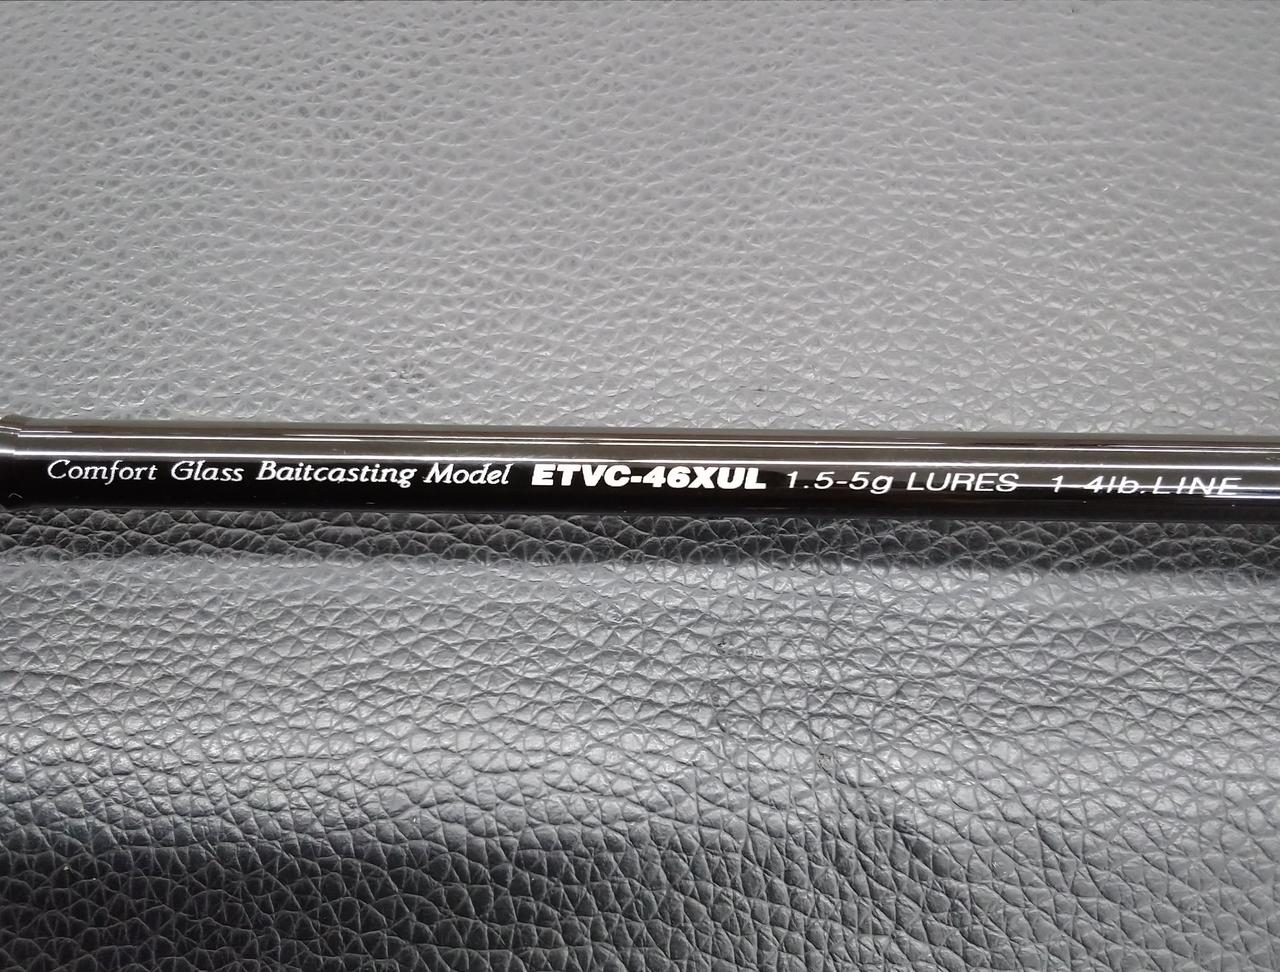 Comfort Glass Baitcasting Model ETVC-46XUL 1.5-5g LURES 1-4lb.LINE